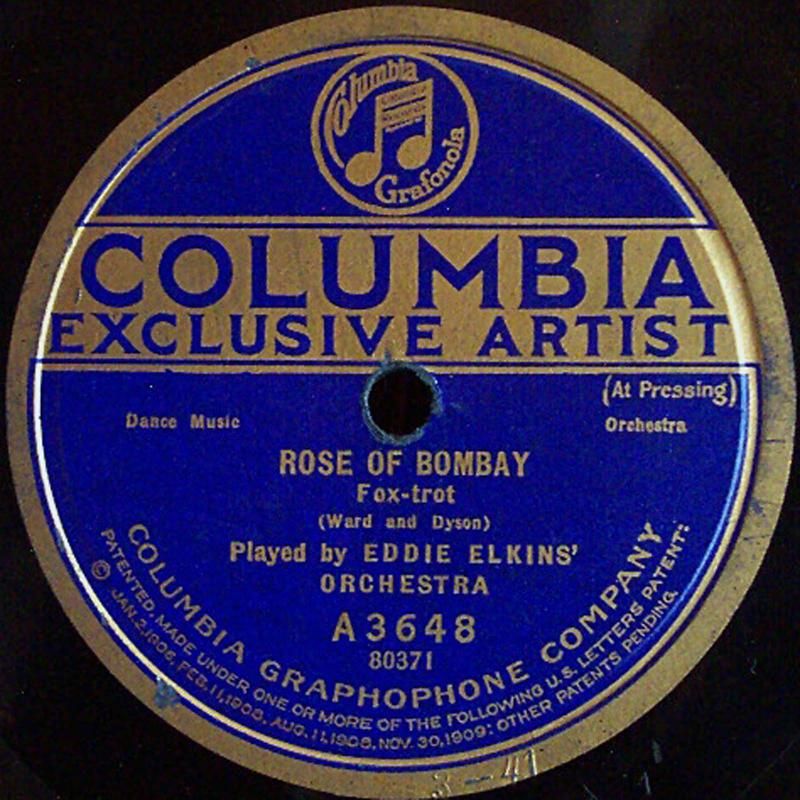 Columbia
Grafonola
COLUMBIA
EXCLUSIVE ARTIST
(At Pressing)
Dance Music
Orchestra
ROSE OF BOMBAY
Fox-trot
(Ward and Dyson)
Played by EDDIE ELKINS'
ORCHESTRA
A3648
80371
COLUMBIA GRAPHOPHONE COMPANY
PATENTED, MADE UNDER ONE OR MORE OF THE FOLLOWING U.S. LETTERS PATENT:
© JAN.2,1906, FEB.11,1908, AUG.11,1908, NOV.30,1909; OTHER PATENTS PENDING.
3-41